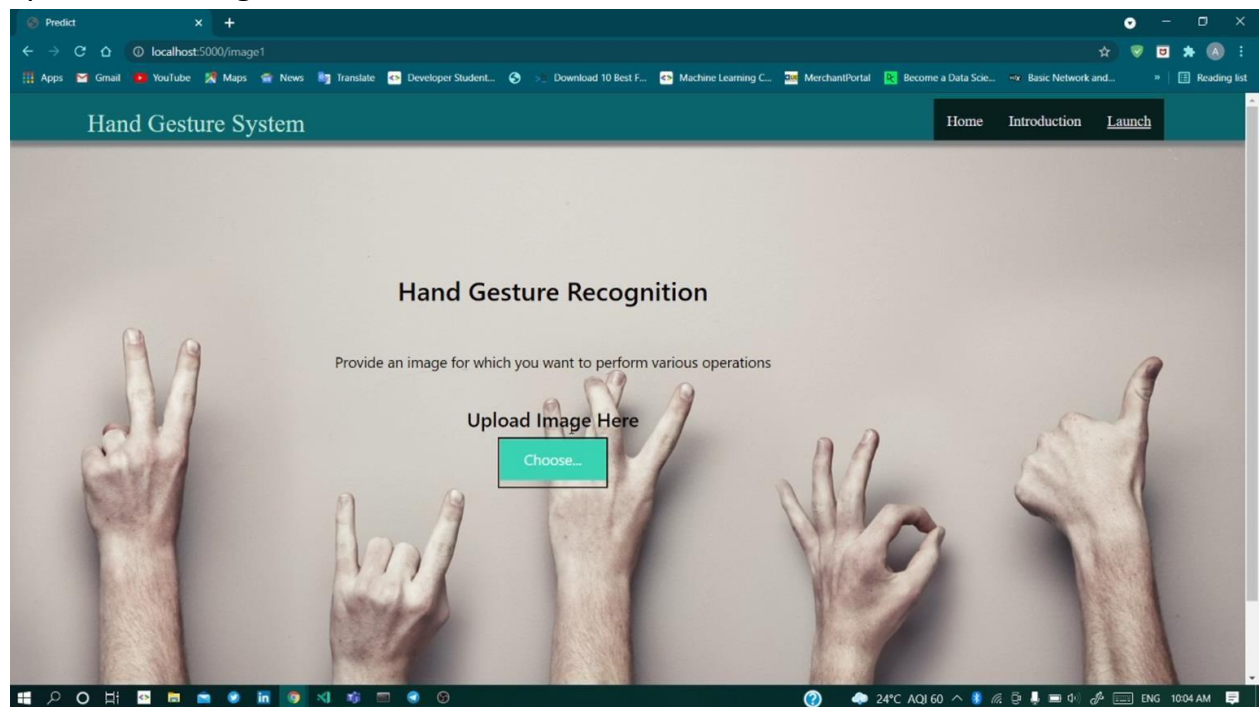 Predict
localhost:5000/image1
Apps Gmail YouTube Maps News Translate Developer Student... Download 10 Best F... Machine Learning C... MerchantPortal Become a Data Scie... Basic Network and... » Reading list
Hand Gesture System
Home Introduction Launch
Hand Gesture Recognition
Provide an image for which you want to perform various operations
Upload Image Here
Choose...
24°C AQI 60 ENG 10:04 AM